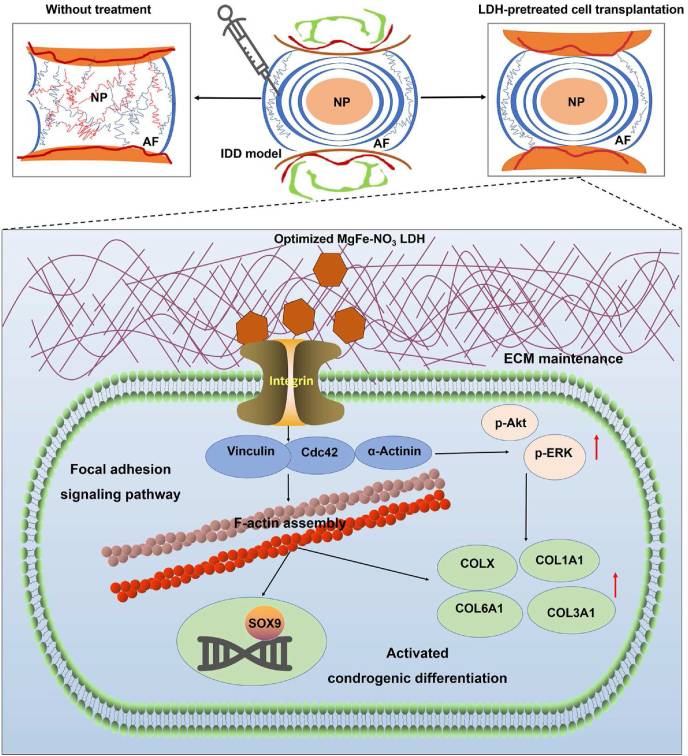 Without treatment
LDH-pretreated cell transplantation
NP
AF
NP
AF
IDD model
NP
AF
Optimized MgFe-NO₃ LDH
ECM maintenance
Integrin
p-Akt
Vinculin
Cdc42
α-Actinin
p-ERK
Focal adhesion
signaling pathway
F-actin assembly
COLX
COL1A1
COL6A1
COL3A1
SOX9
Activated
condrogenic differentiation